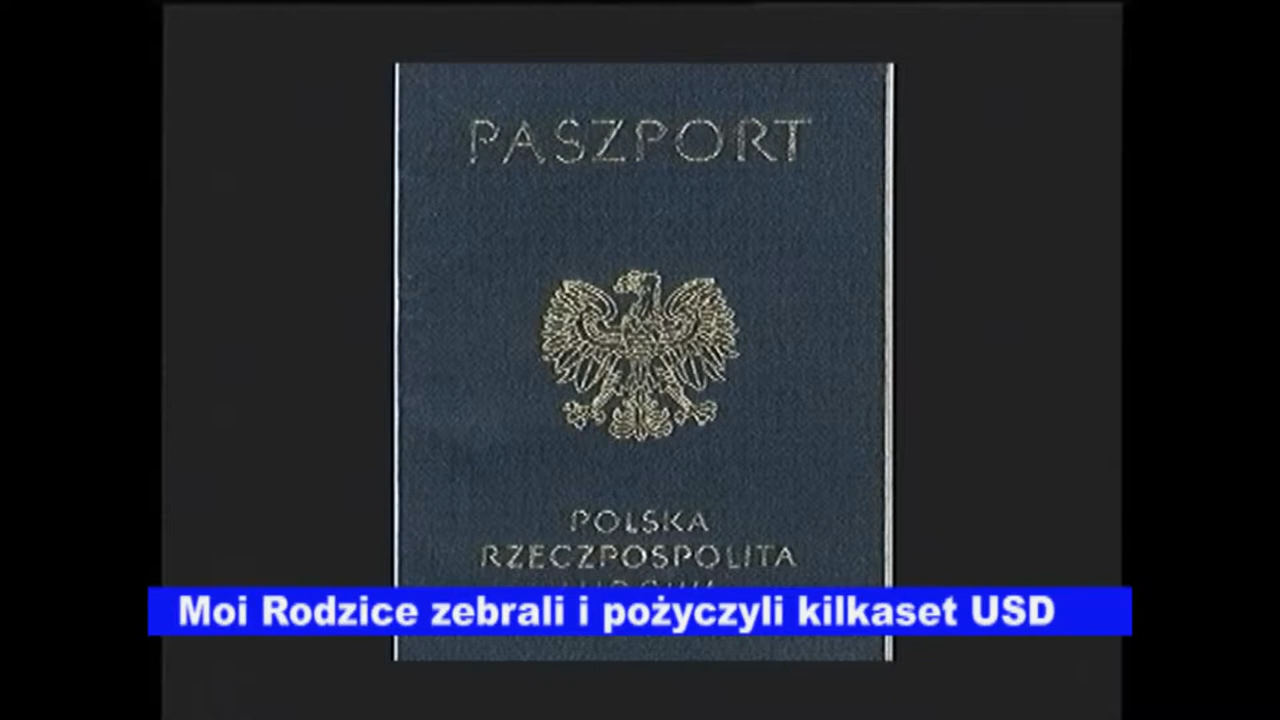 PASZPORT
POLSKA
RZECZPOSPOLITA
Moi Rodzice zebrali i pożyczyli kilkaset USD